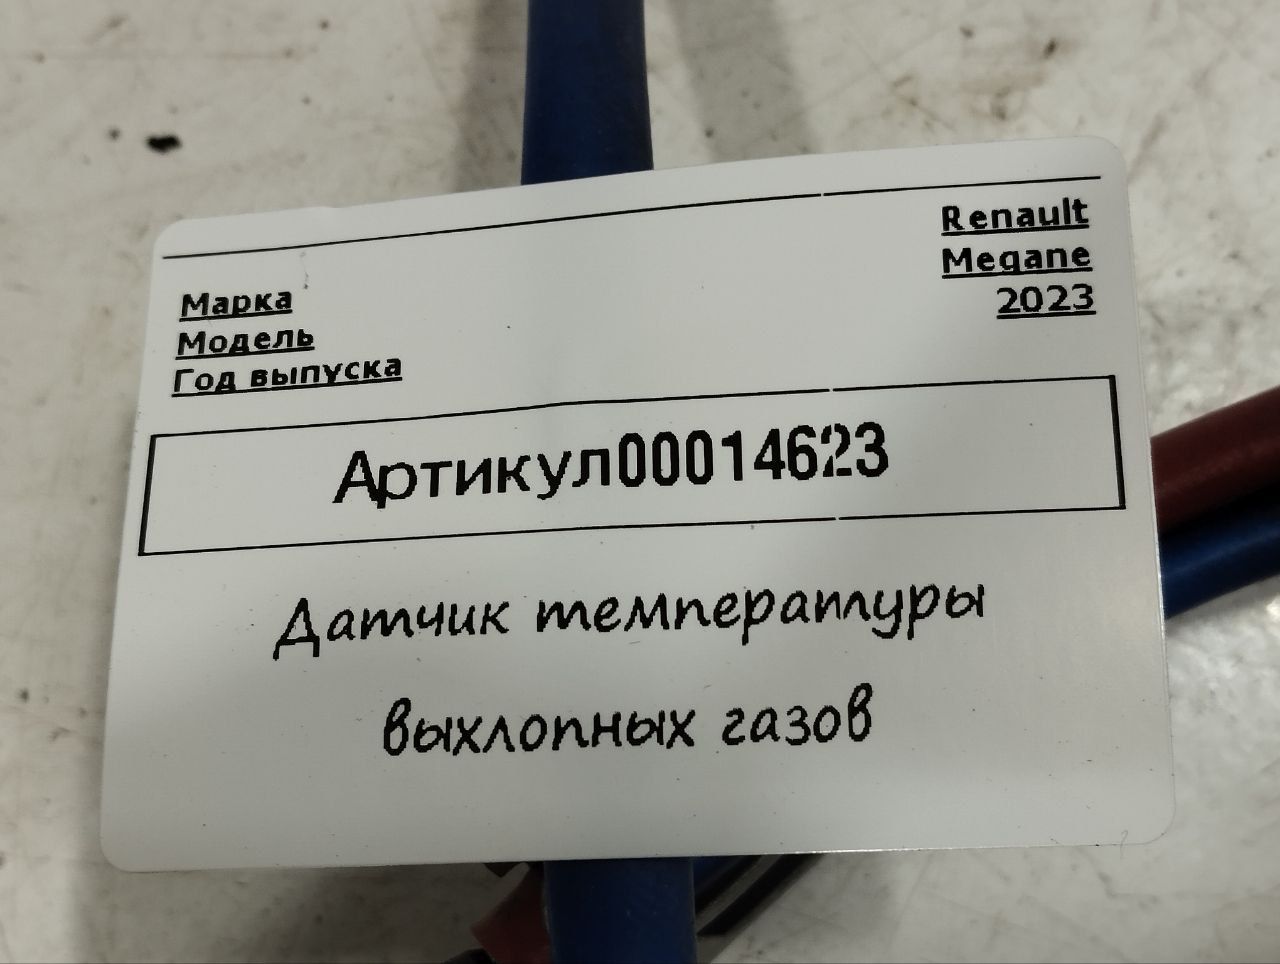 Марка Renault
Модель Megane
Год выпуска 2023
Артикул00014623
Датчик температуры
выхлопных газов